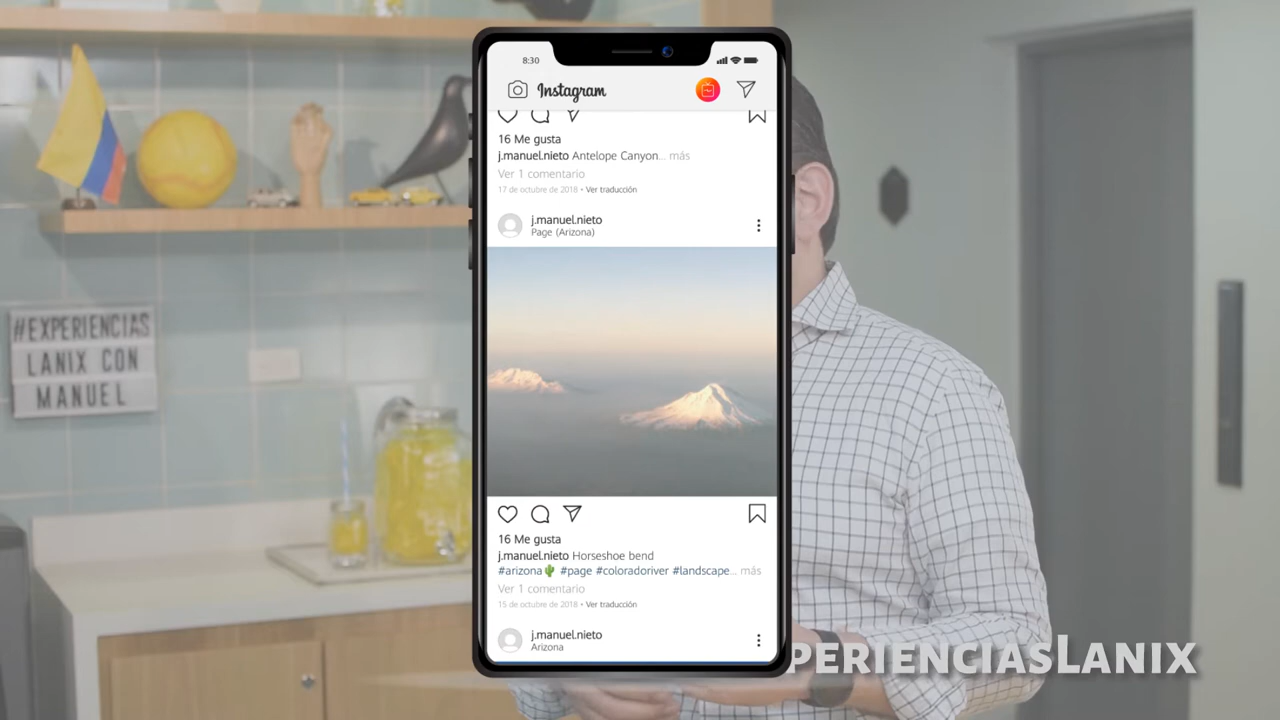 8:30
Instagram
16 Me gusta
j.manuel.nieto Antelope Canyon... más
Ver 1 comentario
17 de octubre de 2018 • Ver traducción
j.manuel.nieto
Page (Arizona)
#EXPERIENCIAS
LANIX CON
MANUEL
16 Me gusta
j.manuel.nieto Horseshoe bend
#arizona🌵 #page #coloradoriver #landscape... más
Ver 1 comentario
15 de octubre de 2018 • Ver traducción
j.manuel.nieto
Arizona
PERIENCIASLANIX